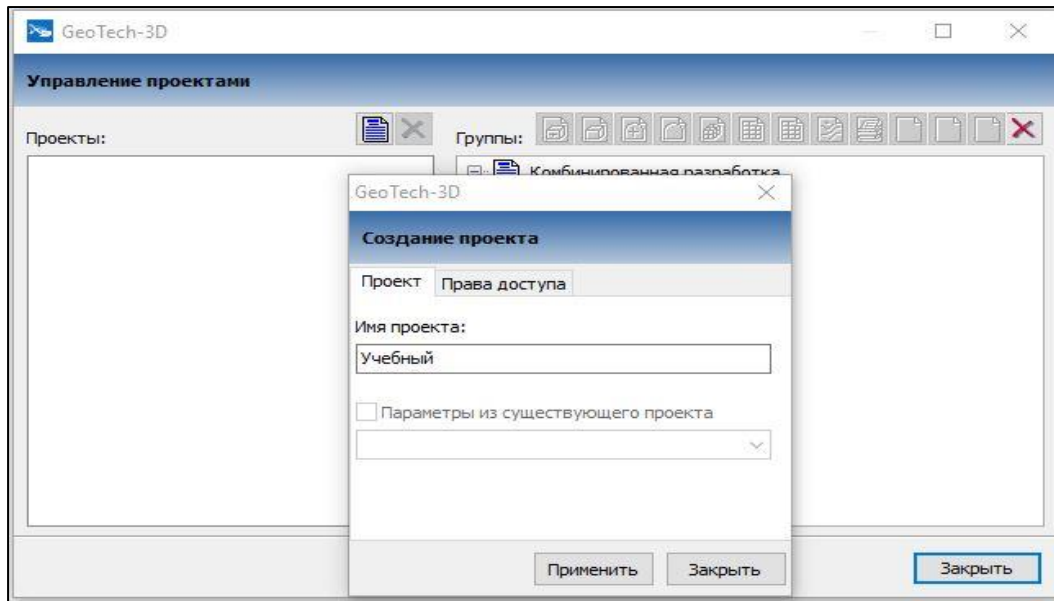 GeoTech-3D
Управление проектами
Проекты:
Группы:
Комбинированная разработка
GeoTech-3D
Создание проекта
Проект Права доступа
Имя проекта:
Учебный
Параметры из существующего проекта
Применить Закрыть
Закрыть